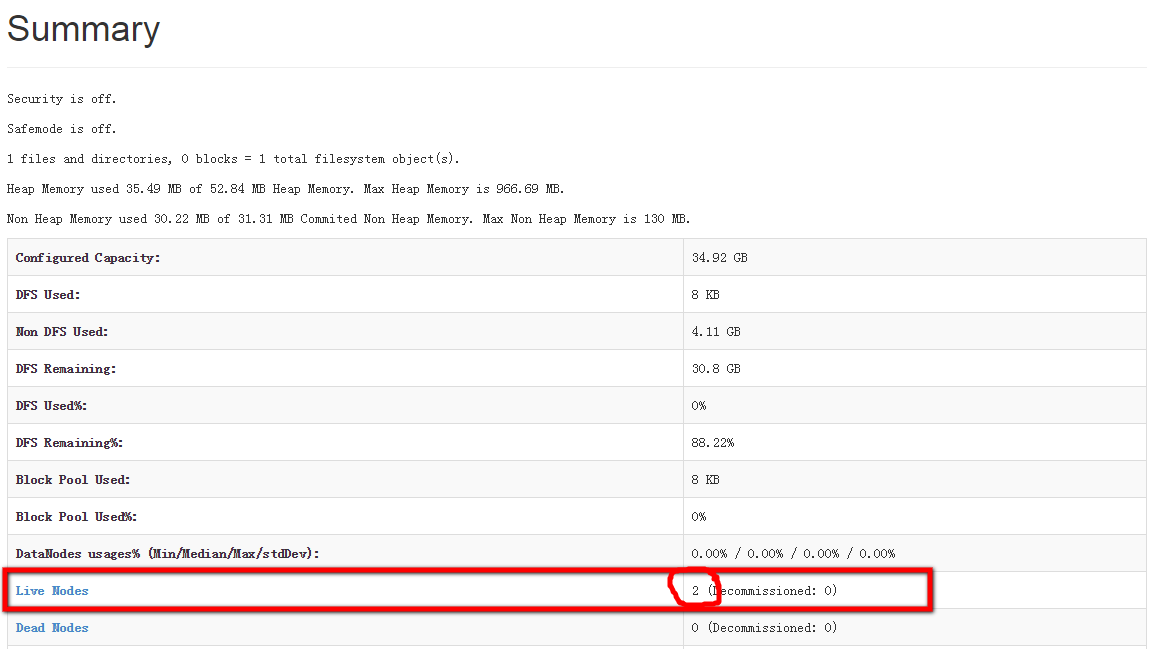 Summary
Security is off.
Safemode is off.
1 files and directories, 0 blocks = 1 total filesystem object(s).
Heap Memory used 35.49 MB of 52.84 MB Heap Memory. Max Heap Memory is 966.69 MB.
Non Heap Memory used 30.22 MB of 31.31 MB Commited Non Heap Memory. Max Non Heap Memory is 130 MB.
Configured Capacity: 34.92 GB
DFS Used: 8 KB
Non DFS Used: 4.11 GB
DFS Remaining: 30.8 GB
DFS Used%: 0%
DFS Remaining%: 88.22%
Block Pool Used: 8 KB
Block Pool Used%: 0%
DataNodes usages% (Min/Median/Max/stdDev): 0.00% / 0.00% / 0.00% / 0.00%
Live Nodes 2 (Decommissioned: 0)
Dead Nodes 0 (Decommissioned: 0)